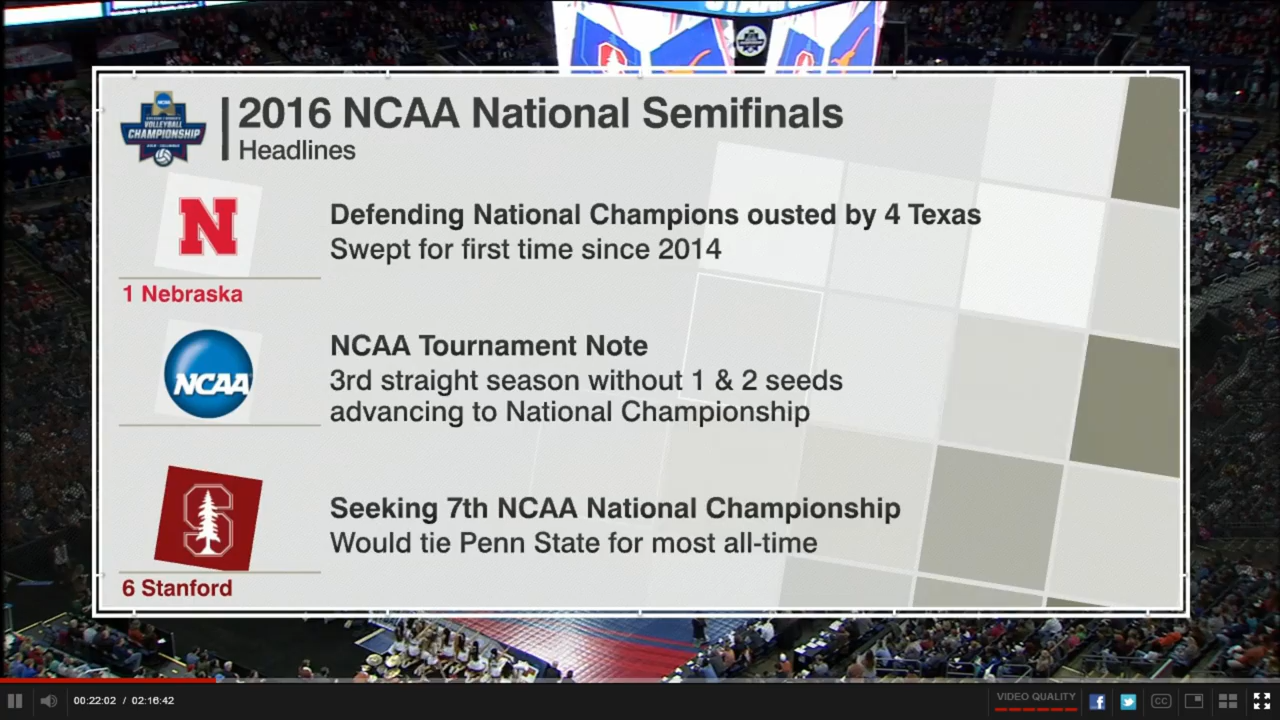 2016 NCAA National Semifinals
Headlines
NCAA
VOLLEYBALL
CHAMPIONSHIP
N
1 Nebraska
Defending National Champions ousted by 4 Texas
Swept for first time since 2014
NCAA
NCAA Tournament Note
3rd straight season without 1 & 2 seeds
advancing to National Championship
S
6 Stanford
Seeking 7th NCAA National Championship
Would tie Penn State for most all-time
00:22:02 / 02:16:42
VIDEO QUALITY
CC